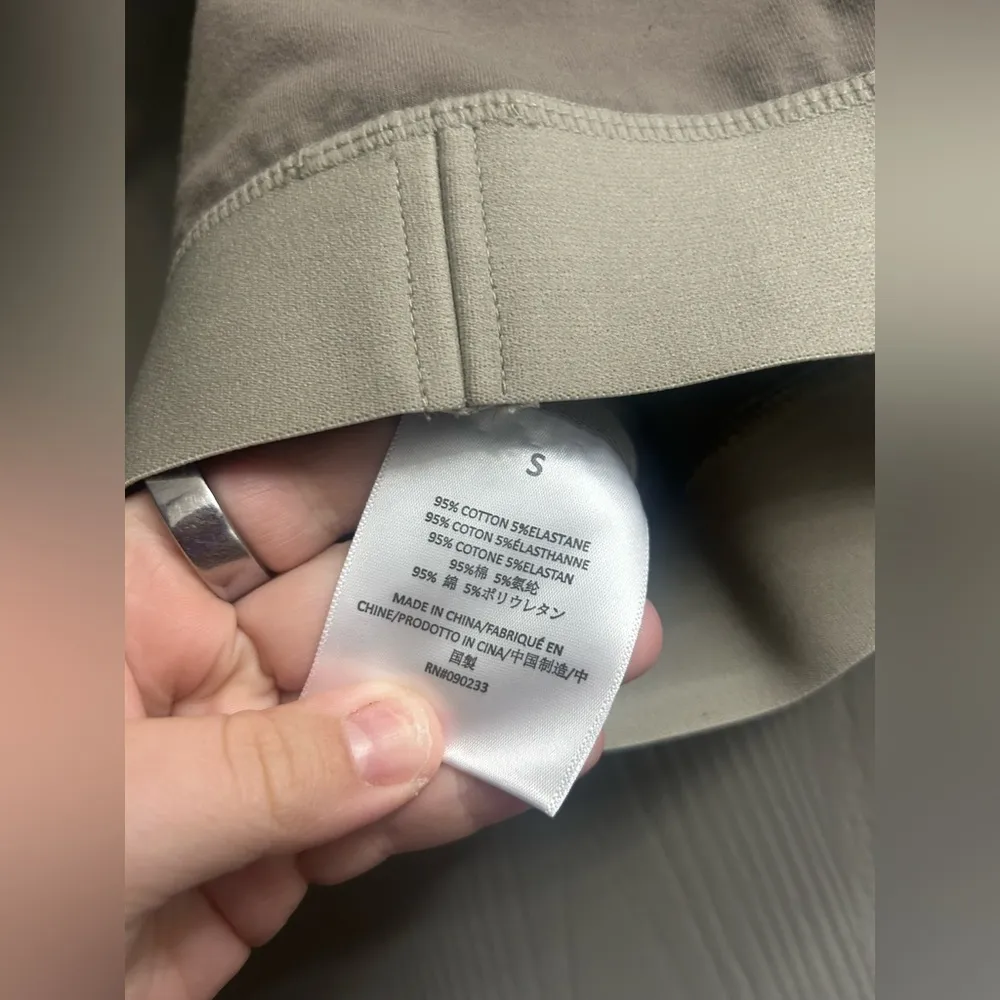 S
95% COTTON 5%ELASTANE
95% COTON 5%ÉLASTHANNE
95% COTONE 5%ELASTAN
95%棉 5%氨纶
95% 綿 5%ポリウレタン
MADE IN CHINA/FABRIQUÉ EN
CHINE/PRODOTTO IN CINA/中国制造/中
国製
RN#090233